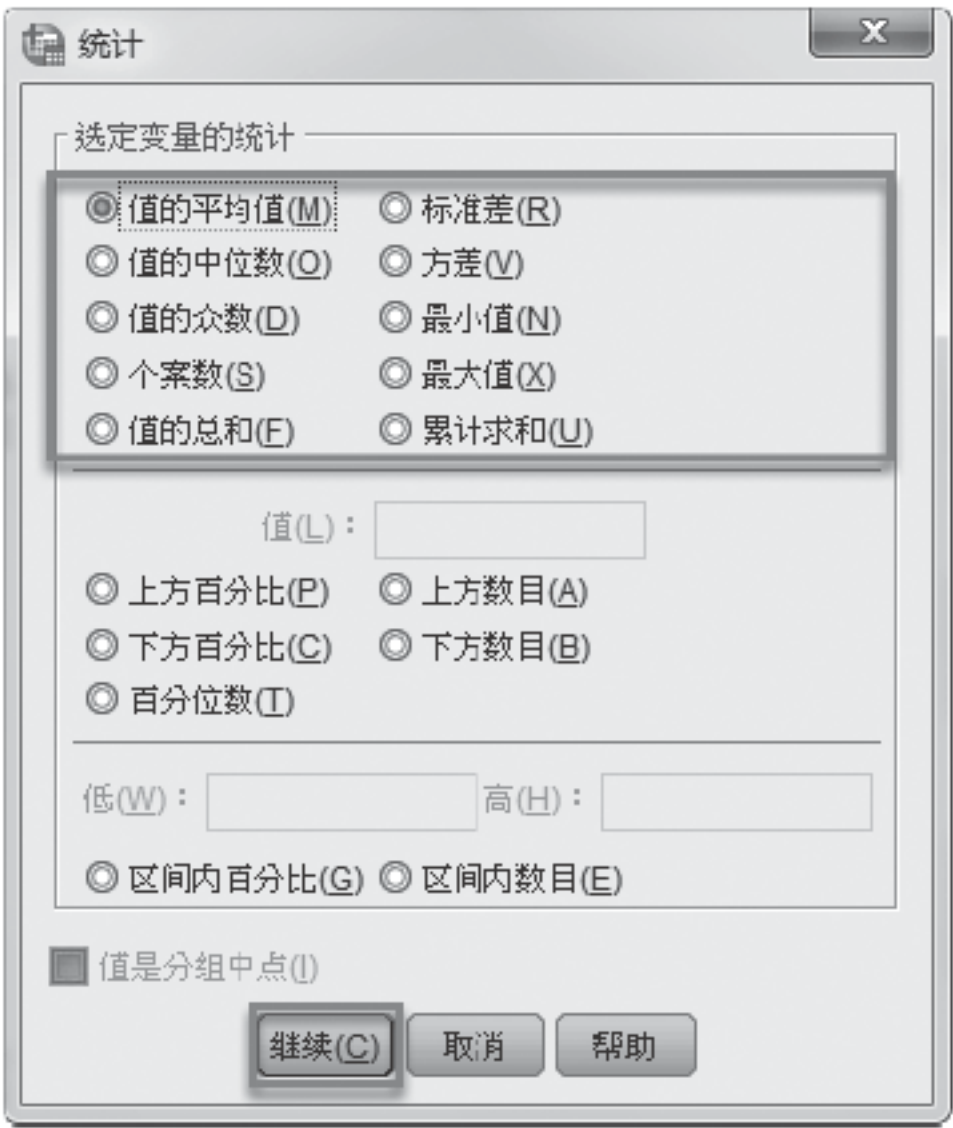 统计
选定变量的统计
值的平均值(M) 标准差(R)
值的中位数(O) 方差(V)
值的众数(D) 最小值(N)
个案数(S) 最大值(X)
值的总和(F) 累计求和(U)
值(L)：
上方百分比(P) 上方数目(A)
下方百分比(C) 下方数目(B)
百分位数(T)
低(W)： 高(H)：
区间内百分比(G) 区间内数目(E)
值是分组中点(I)
继续(C) 取消 帮助